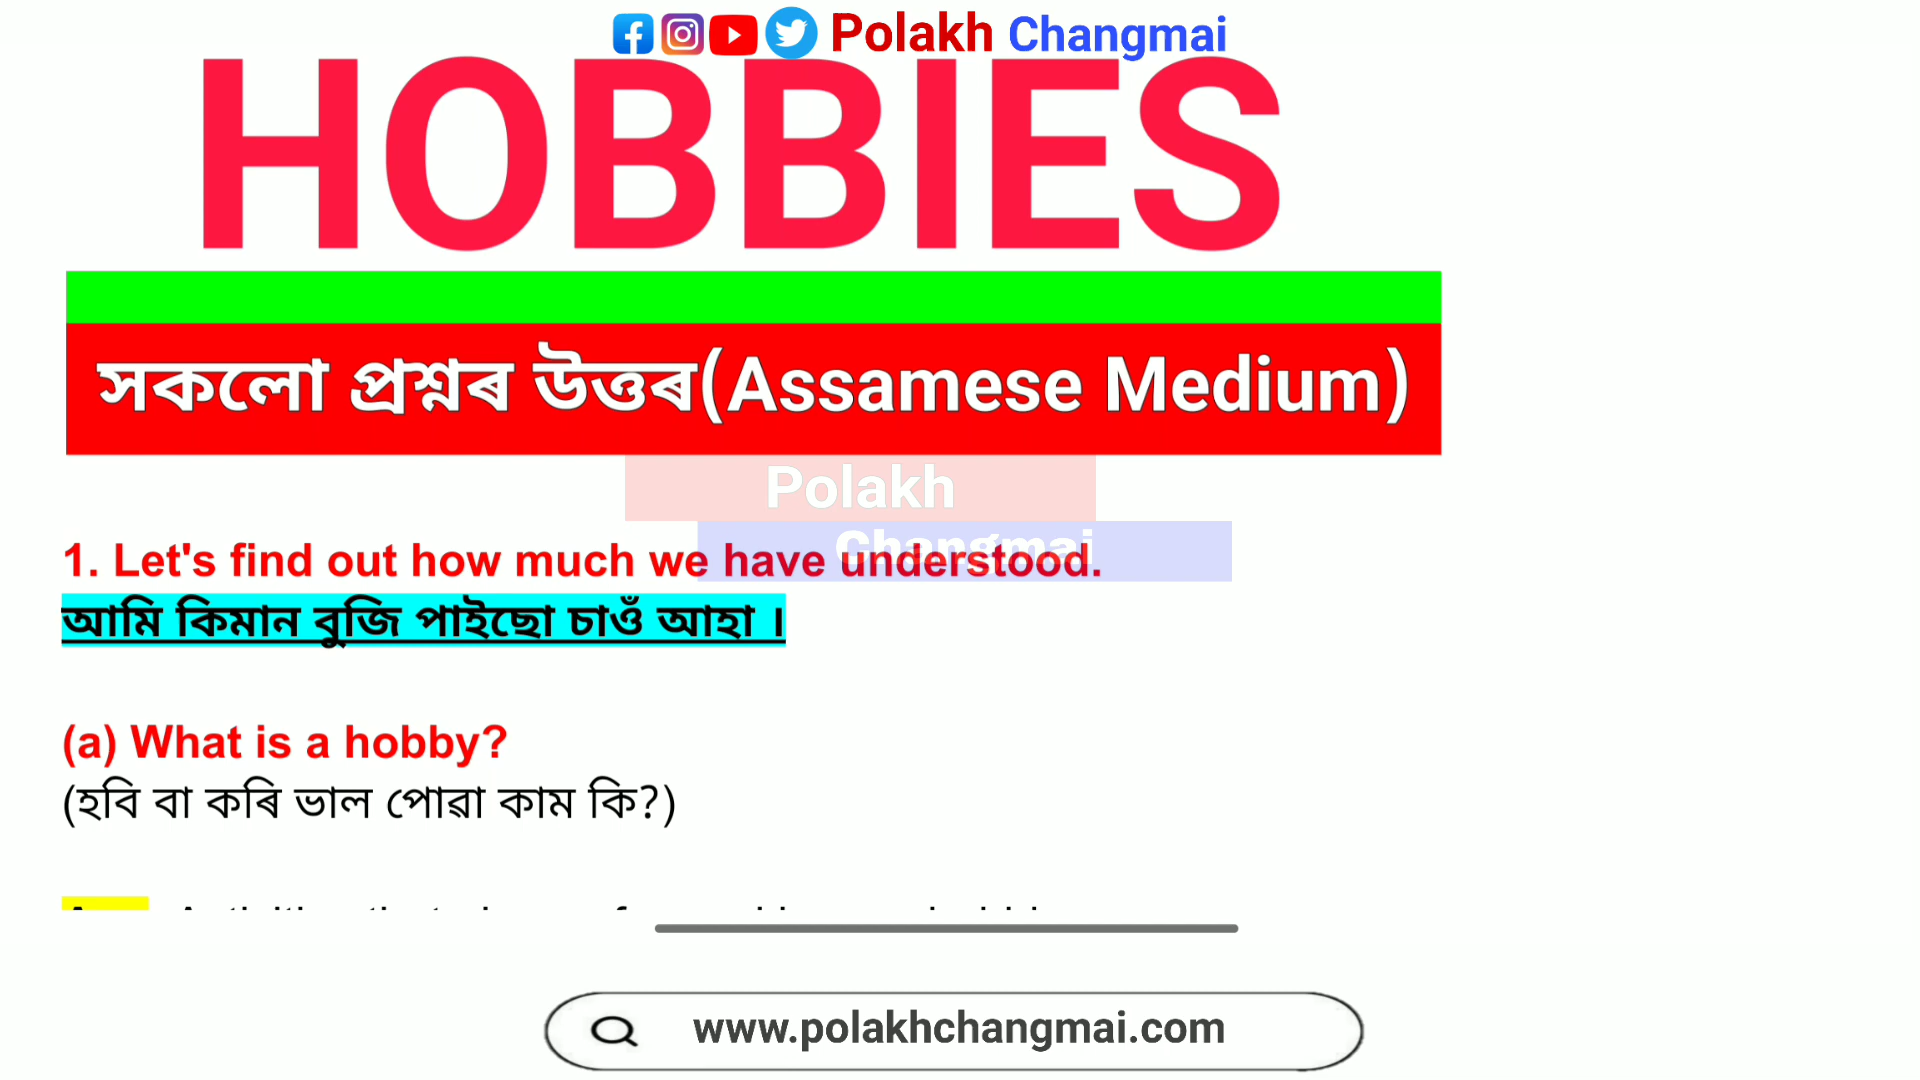 Polakh Changmai
HOBBIES
সকলো প্ৰশ্নৰ উত্তৰ(Assamese Medium)
Polakh
Changmai
1. Let's find out how much we have understood.
আমি কিমান বুজি পাইছো চাওঁ আহা ।
(a) What is a hobby?
(হবি বা কৰি ভাল পোৱা কাম কি?)
www.polakhchangmai.com